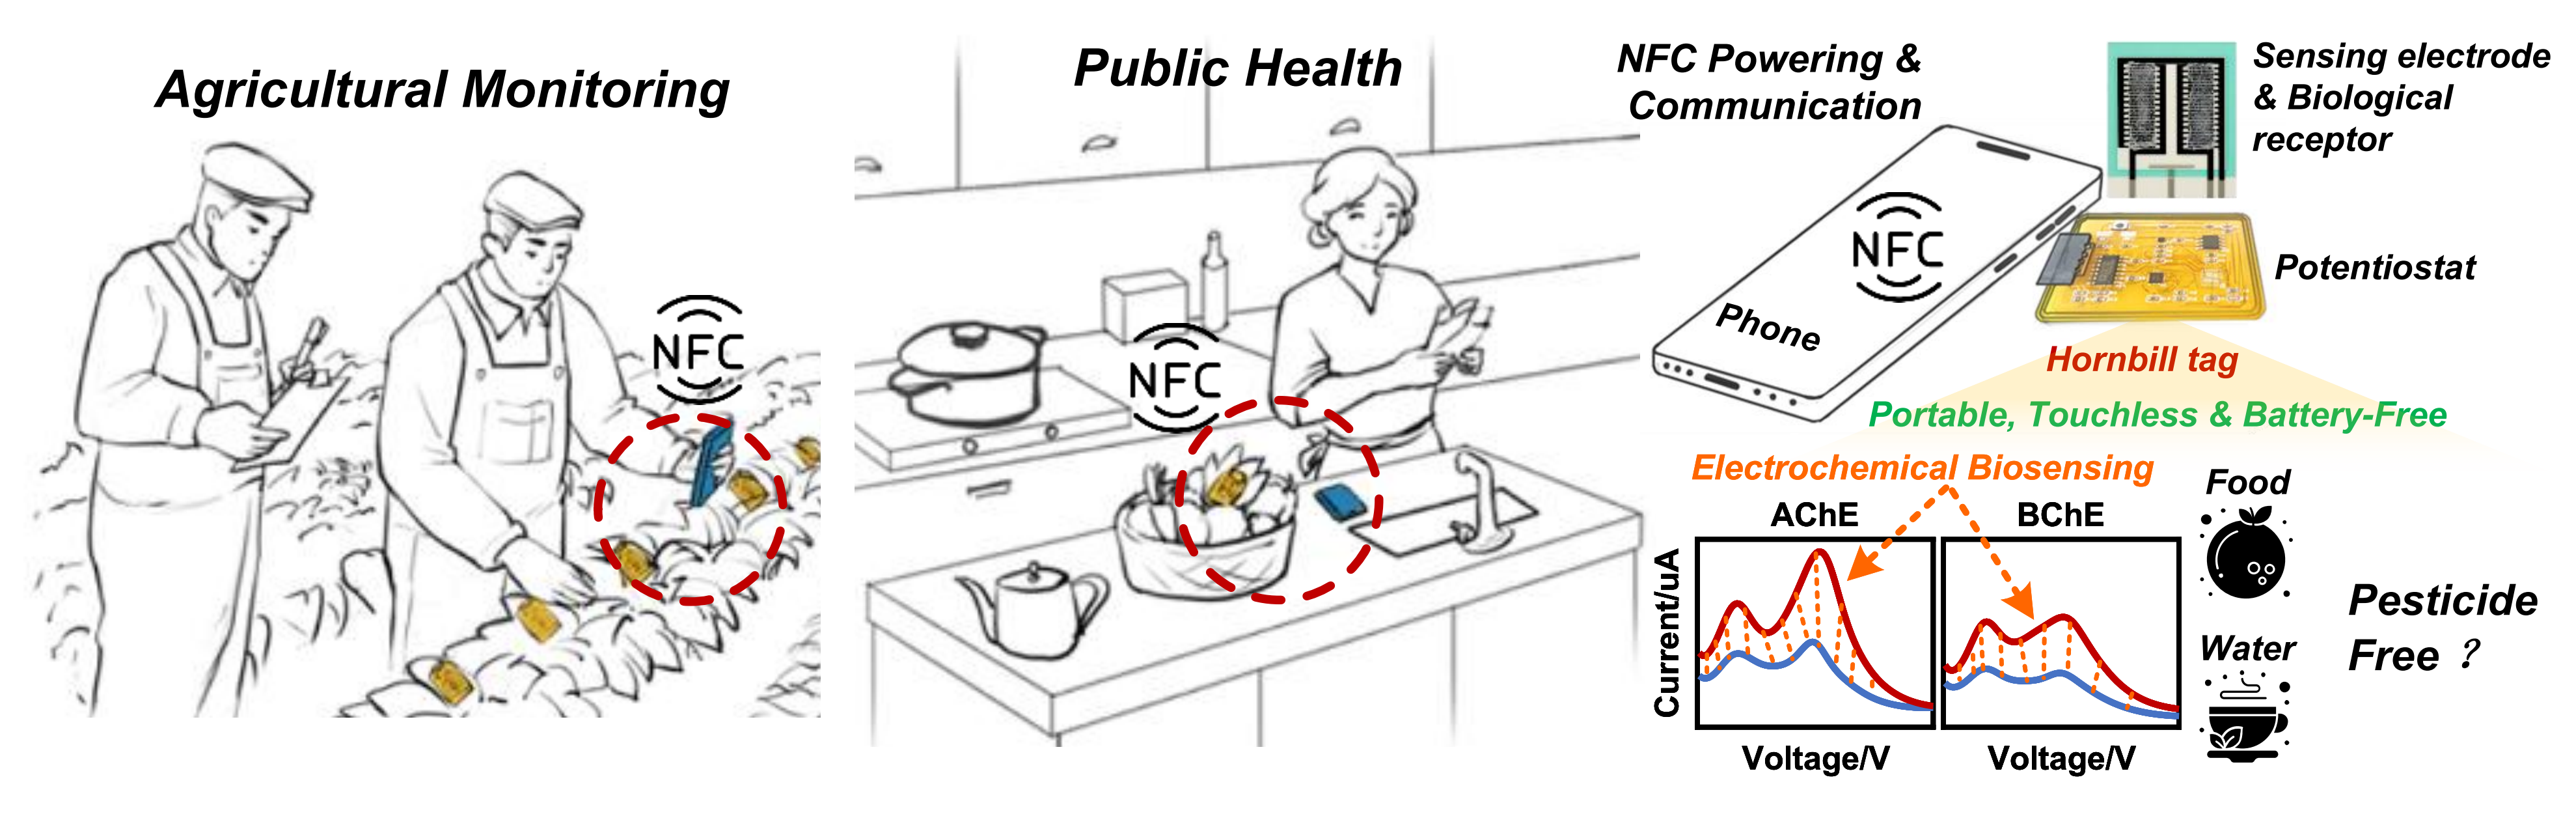 Agricultural Monitoring
NFC
Public Health
NFC
NFC Powering &
Communication
NFC
Phone
Sensing electrode
& Biological
receptor
Potentiostat
Hornbill tag
Portable, Touchless & Battery-Free
Electrochemical Biosensing
AChE
BChE
Current/uA
Voltage/V
Voltage/V
Food
Water
Pesticide
Free ?